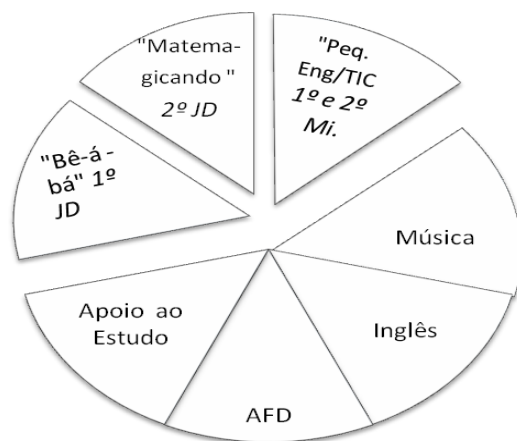 "Matema-
gicando "
2º JD
"Peq.
Eng/TIC
1º e 2º
Mi.
"Bê-á -
bá" 1º
JD
Música
Apoio ao
Estudo
Inglês
AFD